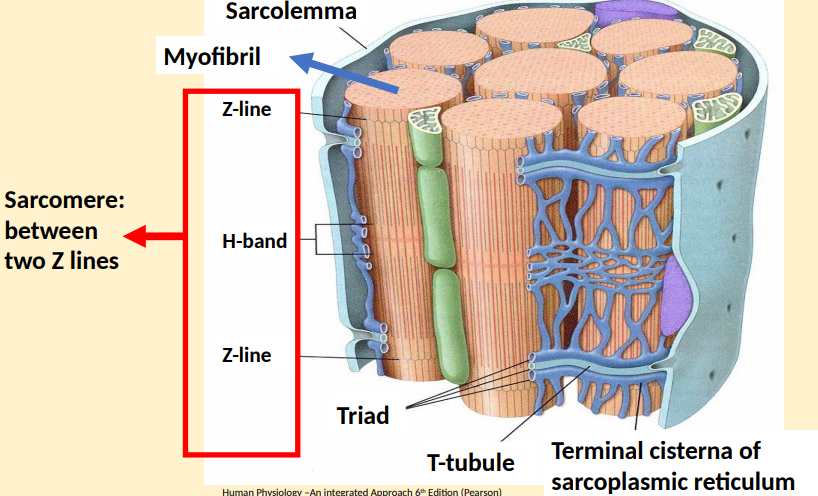 Sarcolemma
Myofibril
Z-line
Sarcomere:
between
two Z lines
H-band
Z-line
Triad
T-tubule
Terminal cisterna of
sarcoplasmic reticulum
Human Physiology –An integrated Approach 6th Edition (Pearson)